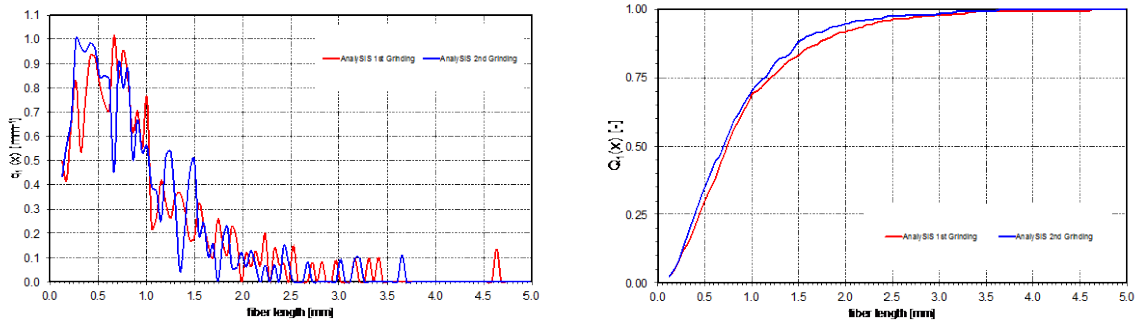 1.1
1.0
0.9
0.8
0.7
0.6
0.5
0.4
0.3
0.2
0.1
0.0
q₁ (x) [mm⁻¹]
AnalySIS 1st Grinding
AnalySIS 2nd Grinding
0.0 0.5 1.0 1.5 2.0 2.5 3.0 3.5 4.0 4.5 5.0
fiber length [mm]
1.00
0.75
0.50
0.25
0.00
Q₁(x) [-]
AnalySIS 1st Grinding
AnalySIS 2nd Grinding
0.0 0.5 1.0 1.5 2.0 2.5 3.0 3.5 4.0 4.5 5.0
fiber length [mm]